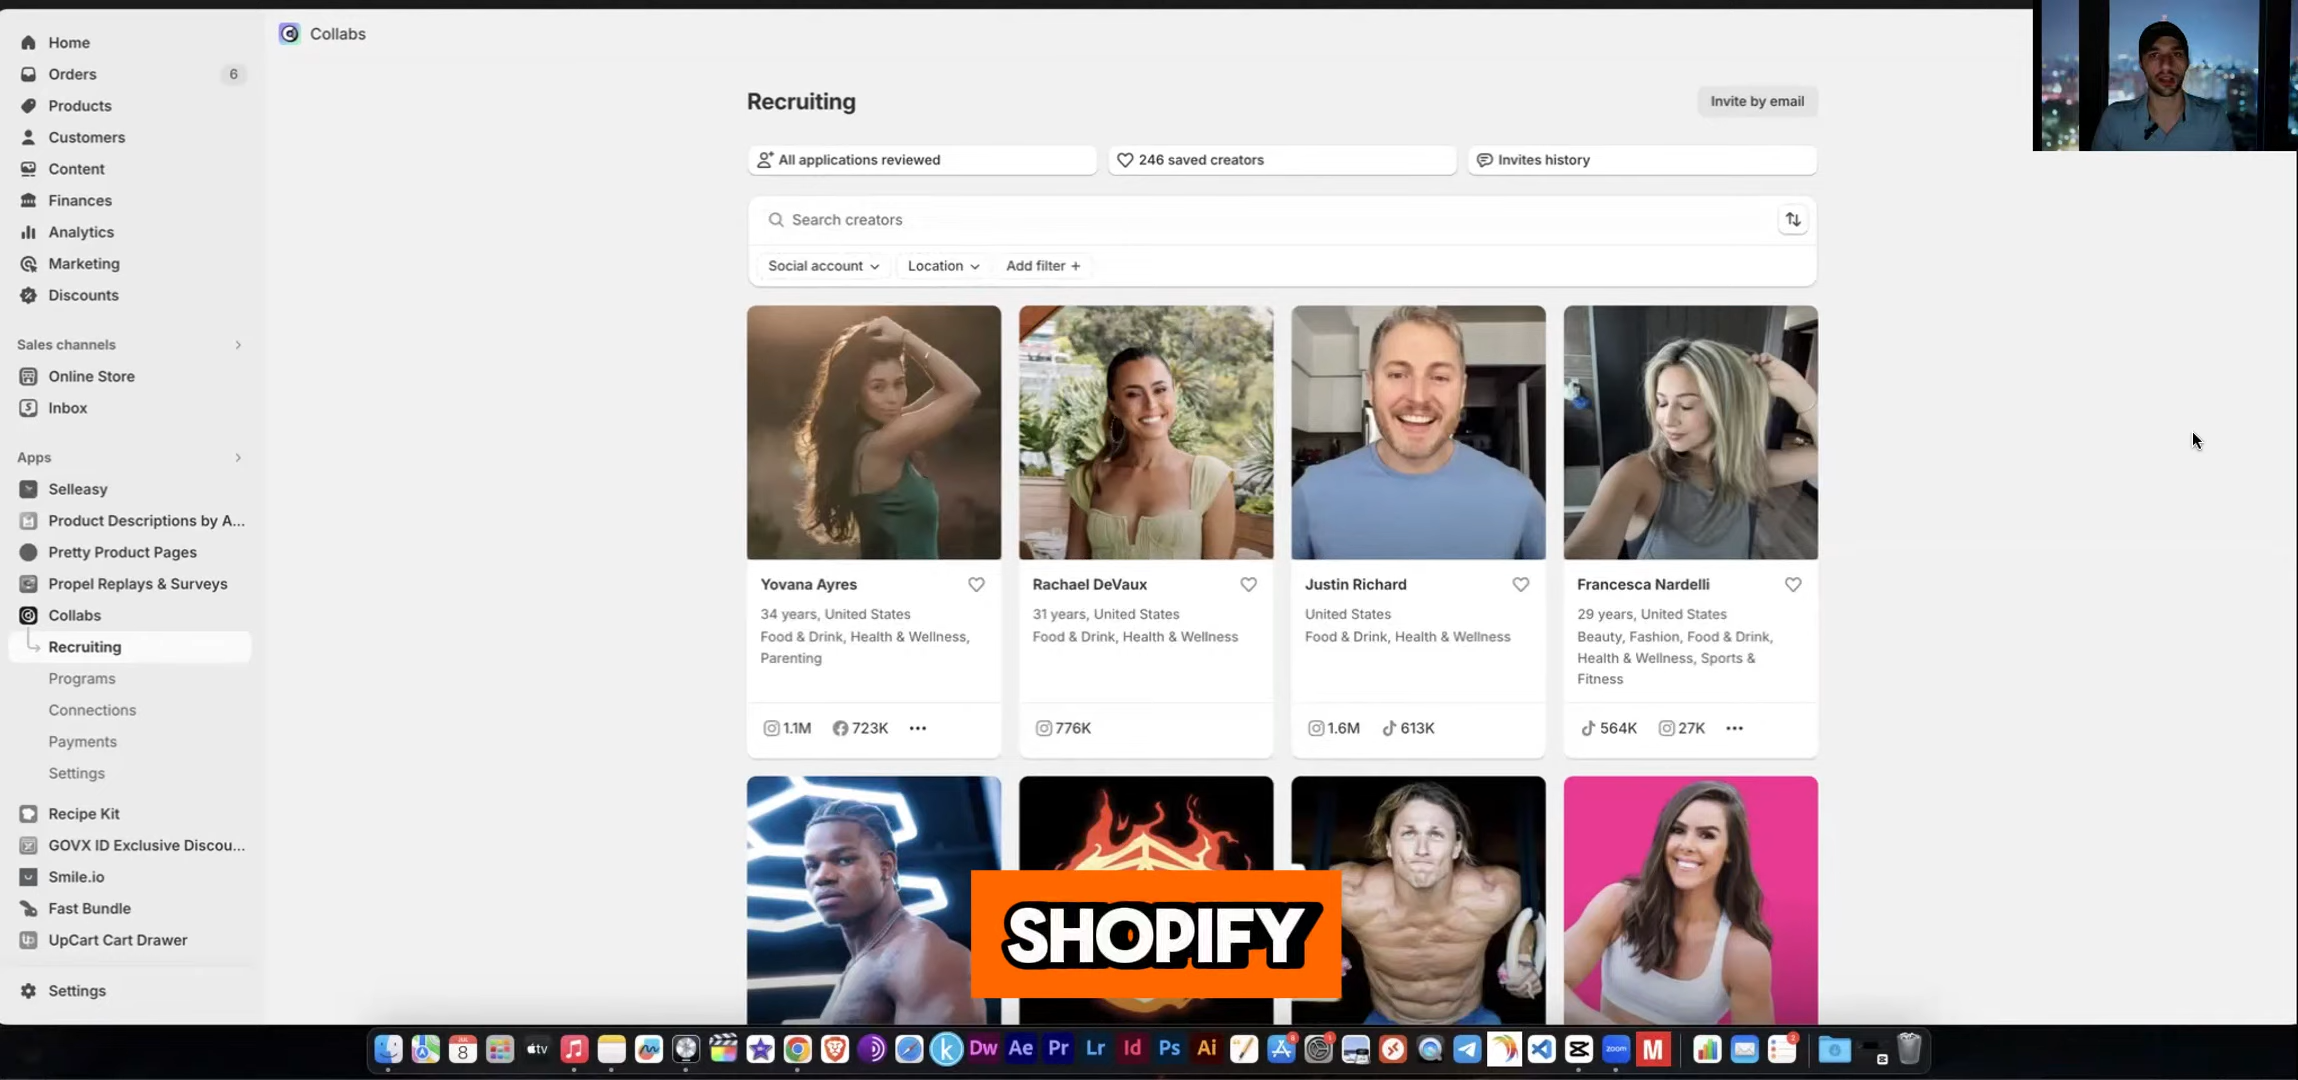 Home
Orders 6
Products
Customers
Content
Finances
Analytics
Marketing
Discounts
Sales channels
Online Store
Inbox
Apps
Selleasy
Product Descriptions by A...
Pretty Product Pages
Propel Replays & Surveys
Collabs
Recruiting
Programs
Connections
Payments
Settings
Recipe Kit
GOVX ID Exclusive Discou...
Smile.io
Fast Bundle
UpCart Cart Drawer
Settings
Collabs
Recruiting
Invite by email
All applications reviewed
246 saved creators
Invites history
Search creators
Social account
Location
Add filter +
Yovana Ayres
34 years, United States
Food & Drink, Health & Wellness,
Parenting
1.1M 723K
Rachael DeVaux
31 years, United States
Food & Drink, Health & Wellness
776K
Justin Richard
United States
Food & Drink, Health & Wellness
1.6M 613K
Francesca Nardelli
29 years, United States
Beauty, Fashion, Food & Drink,
Health & Wellness, Sports &
Fitness
564K 27K
SHOPIFY
JUL
8
tv
k
Dw
Ae
Pr
Lr
Id
Ps
Ai
zoom
M